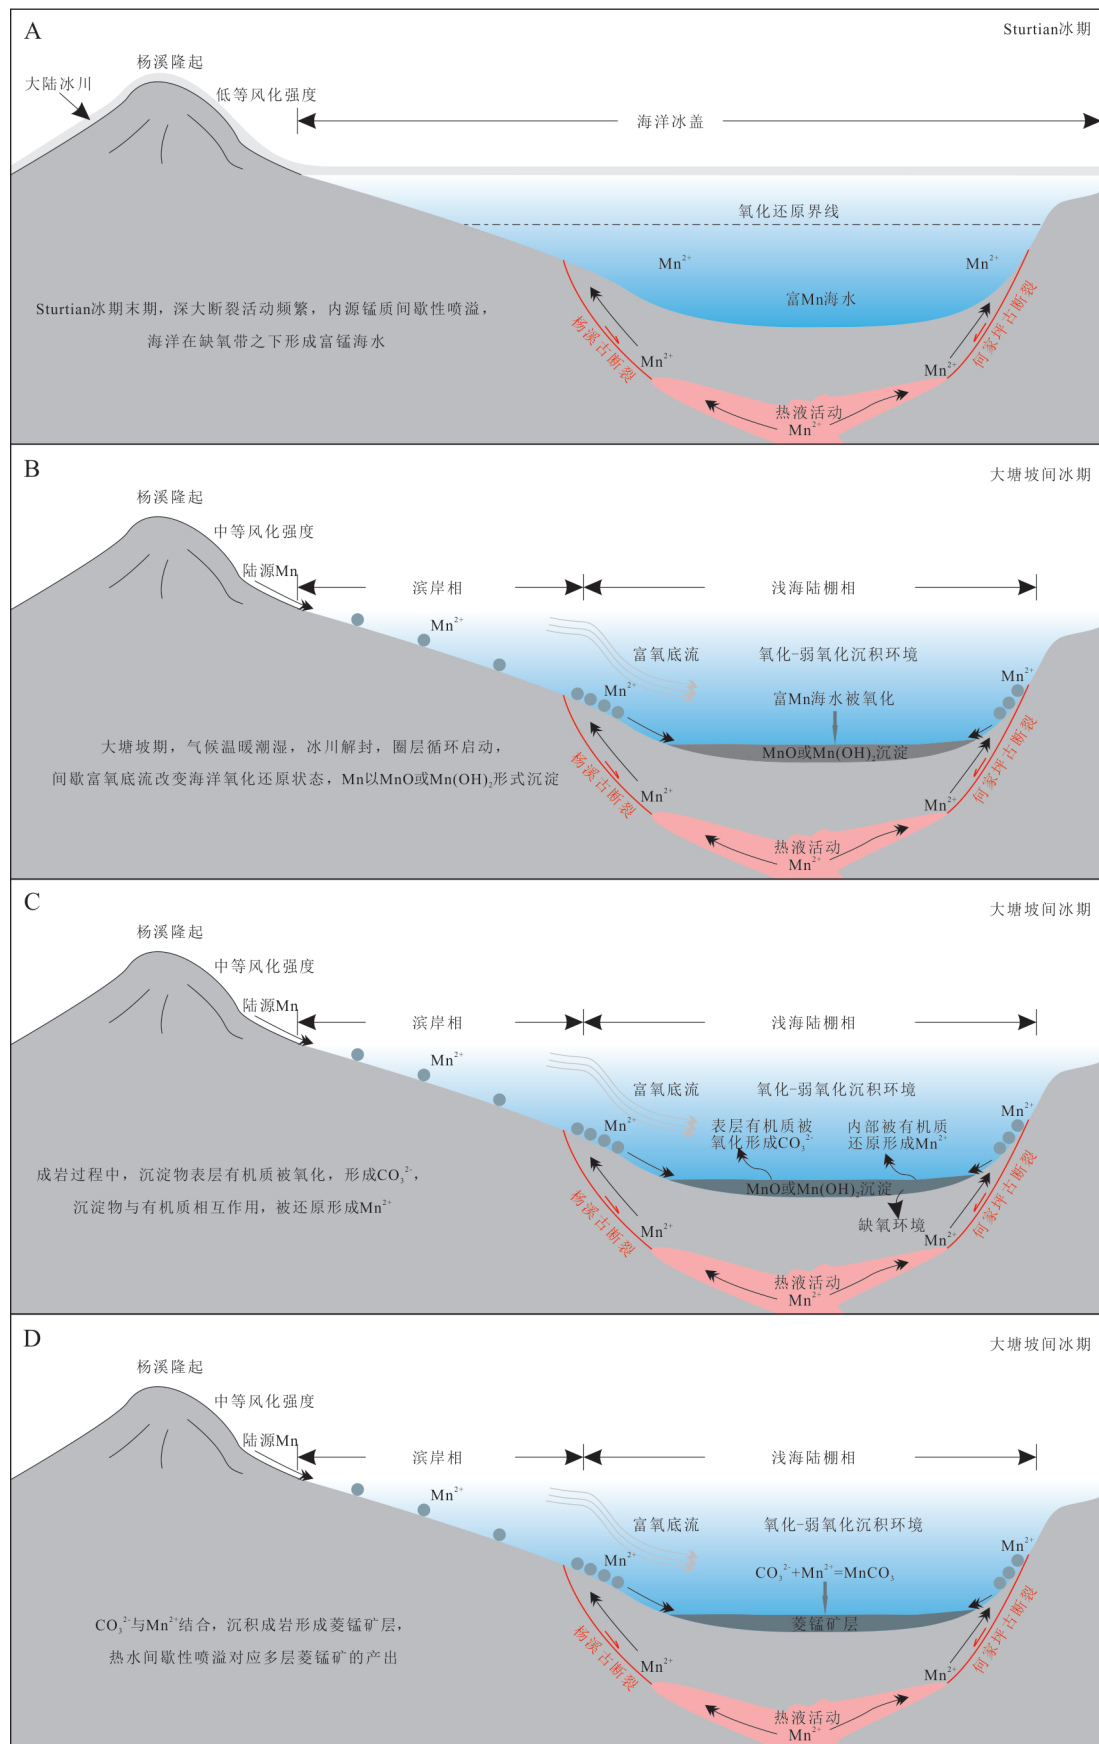 A
Sturtian冰期
杨溪隆起
大陆冰川
低等风化强度
海洋冰盖
氧化还原界线
Mn²⁺
Mn²⁺
富Mn海水
Sturtian冰期末期，深大断裂活动频繁，内源锰质间歇性喷溢，
海洋在缺氧带之下形成富锰海水
杨溪古断裂
Mn²⁺
Mn²⁺
何家坪古断裂
热液活动
Mn²⁺
B
大塘坡间冰期
杨溪隆起
中等风化强度
陆源Mn
滨岸相
浅海陆棚相
Mn²⁺
富氧底流
氧化-弱氧化沉积环境
Mn²⁺
Mn²⁺
富Mn海水被氧化
MnO或Mn(OH)₂沉淀
大塘坡期，气候温暖潮湿，冰川解封，圈层循环启动，
间歇富氧底流改变海洋氧化还原状态，Mn以MnO或Mn(OH)₂形式沉淀
杨溪古断裂
Mn²⁺
Mn²⁺
何家坪古断裂
热液活动
Mn²⁺
C
大塘坡间冰期
杨溪隆起
中等风化强度
陆源Mn
滨岸相
浅海陆棚相
Mn²⁺
富氧底流
氧化-弱氧化沉积环境
Mn²⁺
表层有机质被
氧化形成CO₃²⁻
内部被有机质
还原形成Mn²⁺
Mn²⁺
MnO或Mn(OH)₂沉淀
缺氧环境
成岩过程中，沉淀物表层有机质被氧化，形成CO₃²⁻，
沉淀物与有机质相互作用，被还原形成Mn²⁺
杨溪古断裂
Mn²⁺
Mn²⁺
何家坪古断裂
热液活动
Mn²⁺
D
大塘坡间冰期
杨溪隆起
中等风化强度
陆源Mn
滨岸相
浅海陆棚相
Mn²⁺
富氧底流
氧化-弱氧化沉积环境
Mn²⁺
Mn²⁺
CO₃²⁻+Mn²⁺=MnCO₃
菱锰矿层
CO₃²⁻与Mn²⁺结合，沉积成岩形成菱锰矿层，
热水间歇性喷溢对应多层菱锰矿的产出
杨溪古断裂
Mn²⁺
Mn²⁺
何家坪古断裂
热液活动
Mn²⁺